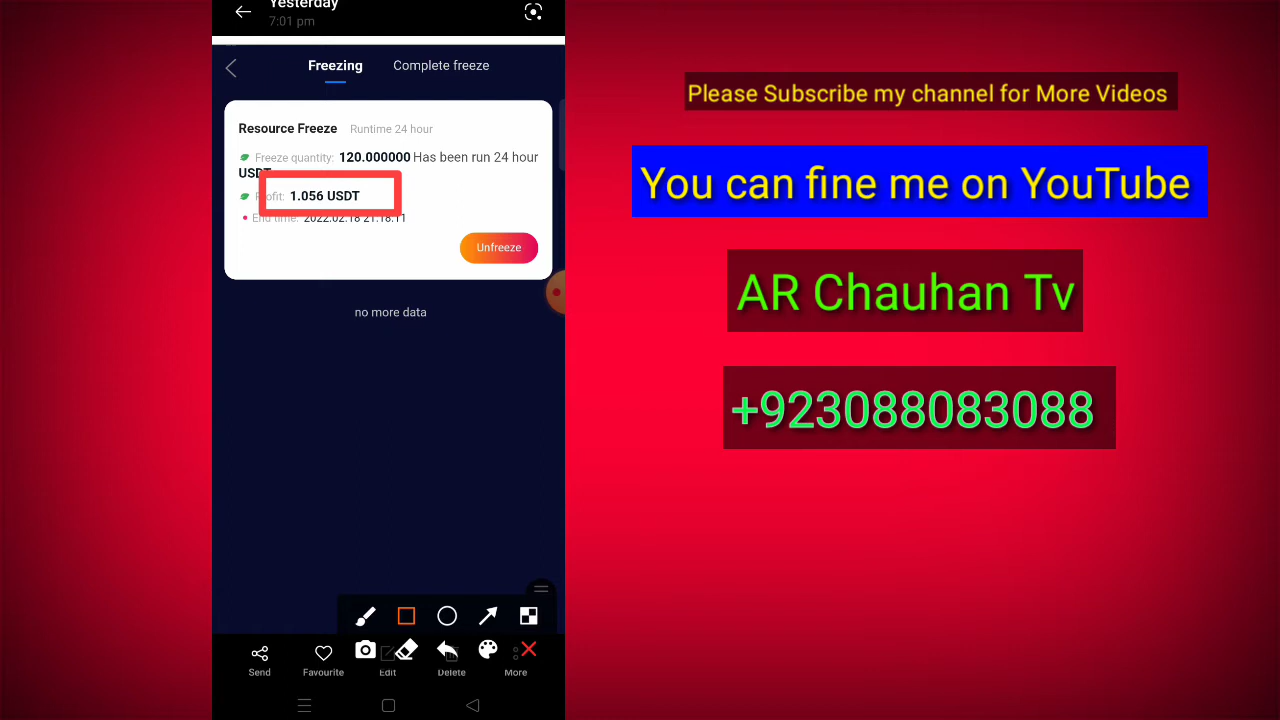 Yesterday
7:01 pm
Freezing Complete freeze
Resource Freeze Runtime 24 hour
Freeze quantity: 120.000000 Has been run 24 hour
USDT
Profit: 1.056 USDT
End time: 2022.02.18 21:18:11
Unfreeze
no more data
Send Favourite Edit Delete More
Please Subscribe my channel for More Videos
You can fine me on YouTube
AR Chauhan Tv
+923088083088